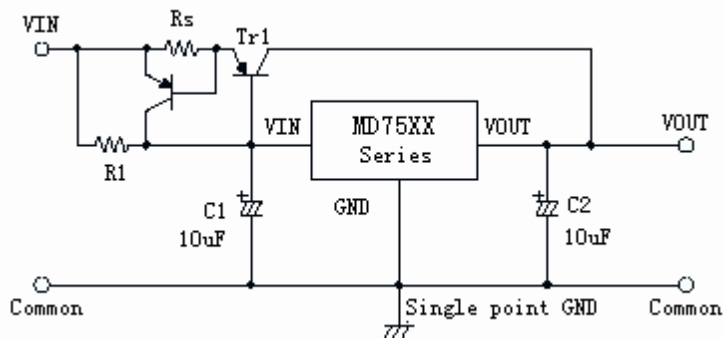 VIN
Rs
Tr1
VIN
MD75XX
Series
VOUT
VOUT
R1
C1
10uF
GND
C2
10uF
Common
Single point GND
Common